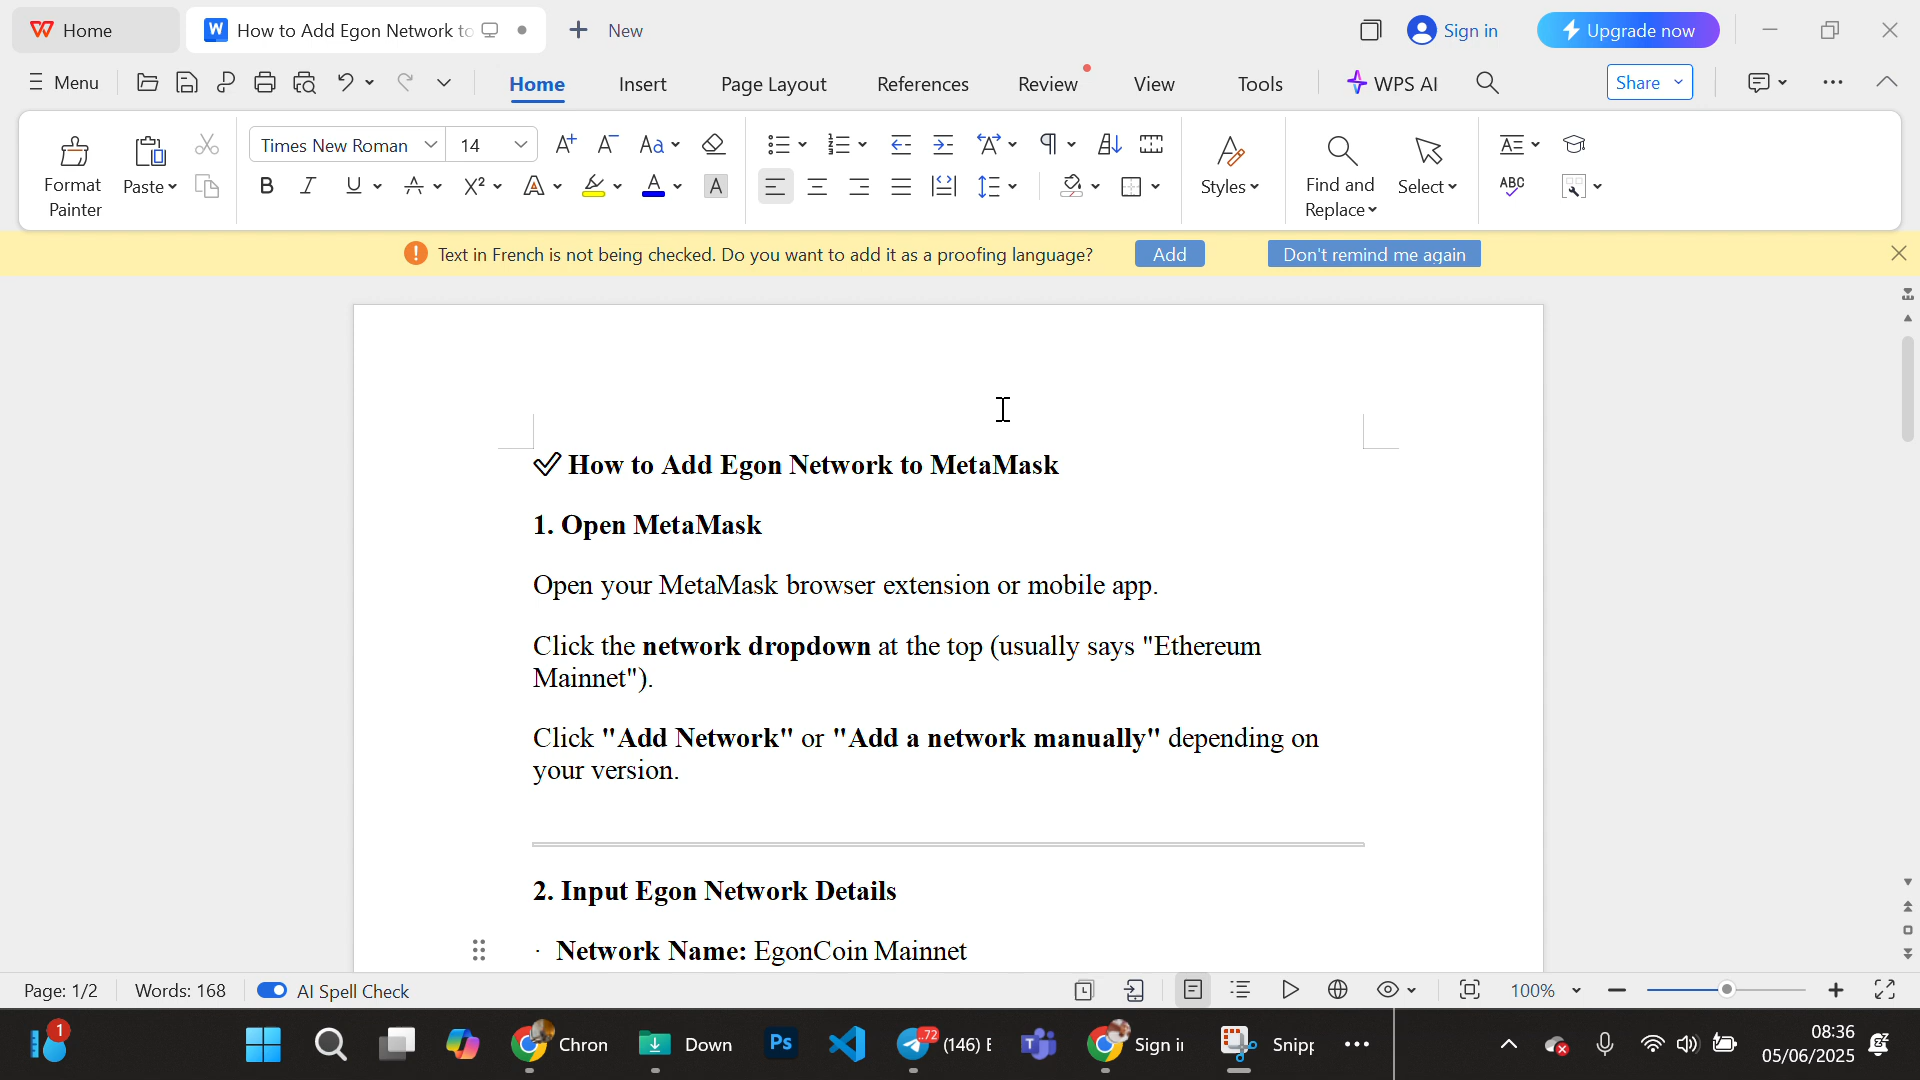 Home
How to Add Egon Network to
New
Sign in
Upgrade now
Menu
Home
Insert
Page Layout
References
Review
View
Tools
WPS AI
Share
Format
Painter
Paste
Times New Roman
14
Styles
Find and
Replace
Select
Text in French is not being checked. Do you want to add it as a proofing language?
Add
Don't remind me again
How to Add Egon Network to MetaMask
1. Open MetaMask
Open your MetaMask browser extension or mobile app.
Click the network dropdown at the top (usually says "Ethereum
Mainnet").
Click "Add Network" or "Add a network manually" depending on
your version.
2. Input Egon Network Details
· Network Name: EgonCoin Mainnet
Page: 1/2
Words: 168
AI Spell Check
100%
1
Chron
Down
Ps
..72
(146) E
Sign in
Snipp
08:36
05/06/2025